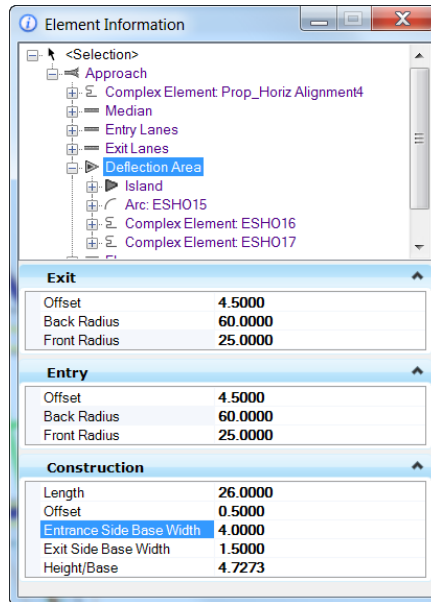 Element Information
<Selection>
Approach
Complex Element: Prop_Horiz Alignment4
Median
Entry Lanes
Exit Lanes
Deflection Area
Island
Arc: ESHO15
Complex Element: ESHO16
Complex Element: ESHO17
Exit
Offset 4.5000
Back Radius 60.0000
Front Radius 25.0000
Entry
Offset 4.5000
Back Radius 60.0000
Front Radius 25.0000
Construction
Length 26.0000
Offset 0.5000
Entrance Side Base Width 4.0000
Exit Side Base Width 1.5000
Height/Base 4.7273